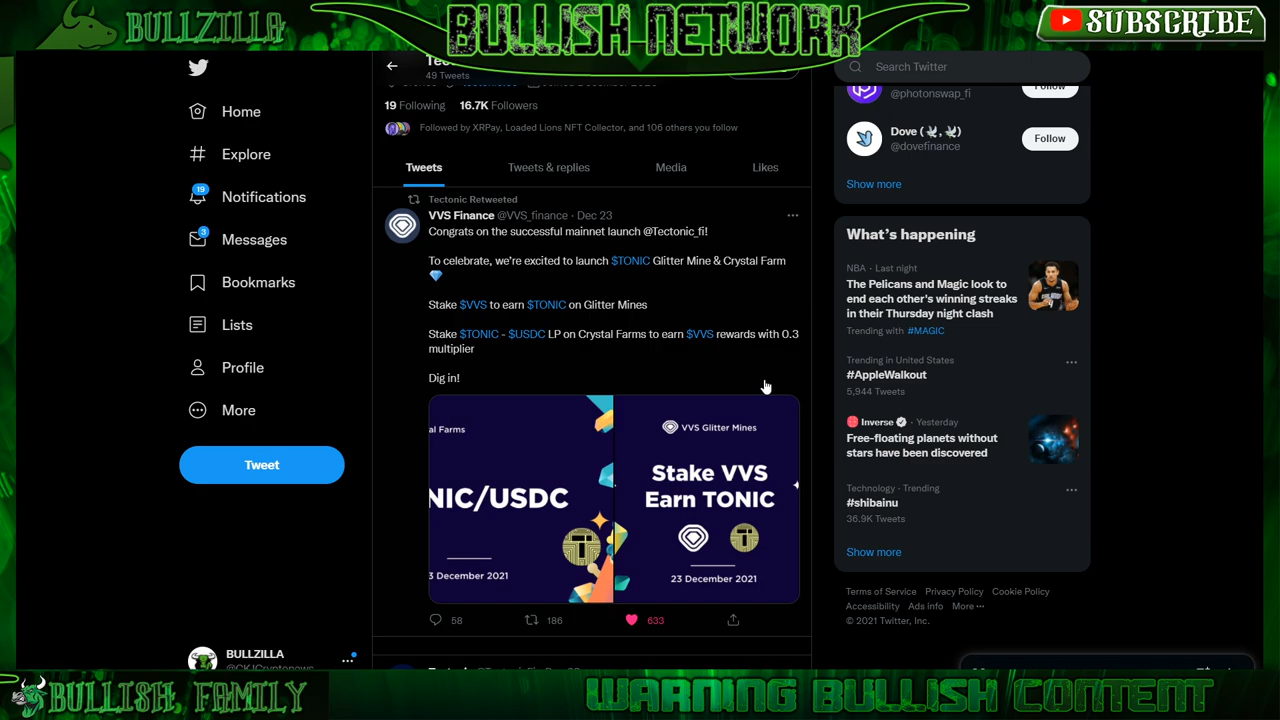 BULLZILLA
BULLISH NETWORK
SUBSCRIBE
Home
Explore
19
Notifications
3
Messages
Bookmarks
Lists
Profile
More
Tweet
BULLZILLA
49 Tweets
19 Following 16.7K Followers
Followed by XRPay, Loaded Lions NFT Collector, and 106 others you follow
Tweets Tweets & replies Media Likes
Tectonic Retweeted
VVS Finance @VVS_finance · Dec 23
Congrats on the successful mainnet launch @Tectonic_fi!
To celebrate, we're excited to launch $TONIC Glitter Mine & Crystal Farm
💎
Stake $VVS to earn $TONIC on Glitter Mines
Stake $TONIC - $USDC LP on Crystal Farms to earn $VVS rewards with 0.3
multiplier
Dig in!
al Farms
NIC/USDC
3 December 2021
VVS Glitter Mines
Stake VVS
Earn TONIC
23 December 2021
58 186 633
Search Twitter
@photonswap_fi
Follow
Dove (🕊️,🕊️)
@dovefinance
Follow
Show more
What's happening
NBA · Last night
The Pelicans and Magic look to
end each other's winning streaks
in their Thursday night clash
Trending with #MAGIC
Trending in United States
#AppleWalkout
5,944 Tweets
Inverse · Yesterday
Free-floating planets without
stars have been discovered
Technology · Trending
#shibainu
36.9K Tweets
Show more
Terms of Service Privacy Policy Cookie Policy
Accessibility Ads info More ···
© 2021 Twitter, Inc.
BULLISH FAMILY
WARNING BULLISH CONTENT